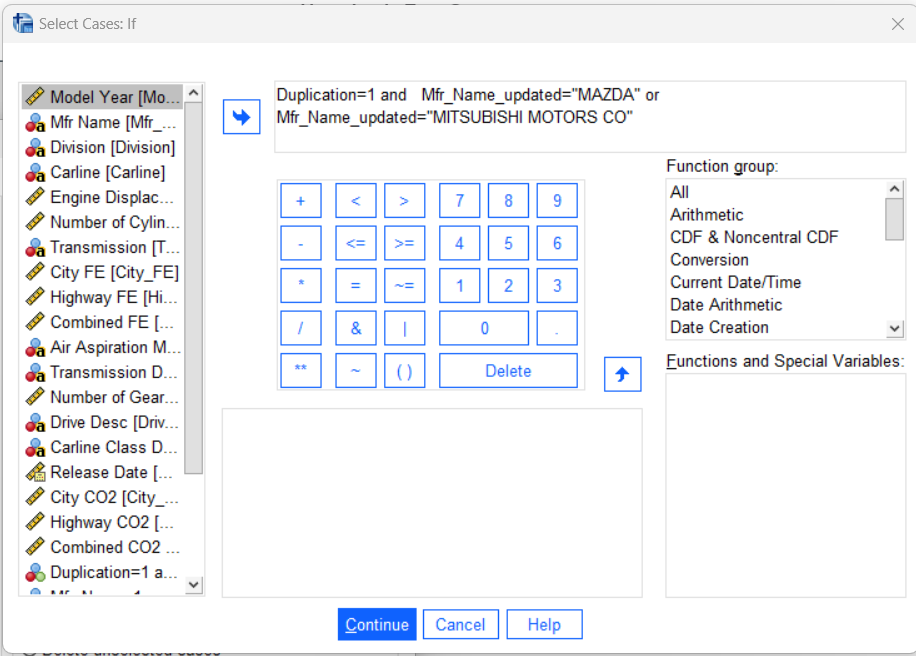 Select Cases: If
Model Year [Mo...
Mfr Name [Mfr_...
Division [Division]
Carline [Carline]
Engine Displac...
Number of Cylin...
Transmission [T...
City FE [City_FE]
Highway FE [Hi...
Combined FE [...
Air Aspiration M...
Transmission D...
Number of Gear...
Drive Desc [Driv...
Carline Class D...
Release Date [...
City CO2 [City_...
Highway CO2 [...
Combined CO2 ...
Duplication=1 a...
Duplication=1 and Mfr_Name_updated="MAZDA" or
Mfr_Name_updated="MITSUBISHI MOTORS CO"
+ < > 7 8 9
- <= >= 4 5 6
* = ~= 1 2 3
/ & | 0 .
** ~ ( ) Delete
Function group:
All
Arithmetic
CDF & Noncentral CDF
Conversion
Current Date/Time
Date Arithmetic
Date Creation
Functions and Special Variables:
Continue Cancel Help